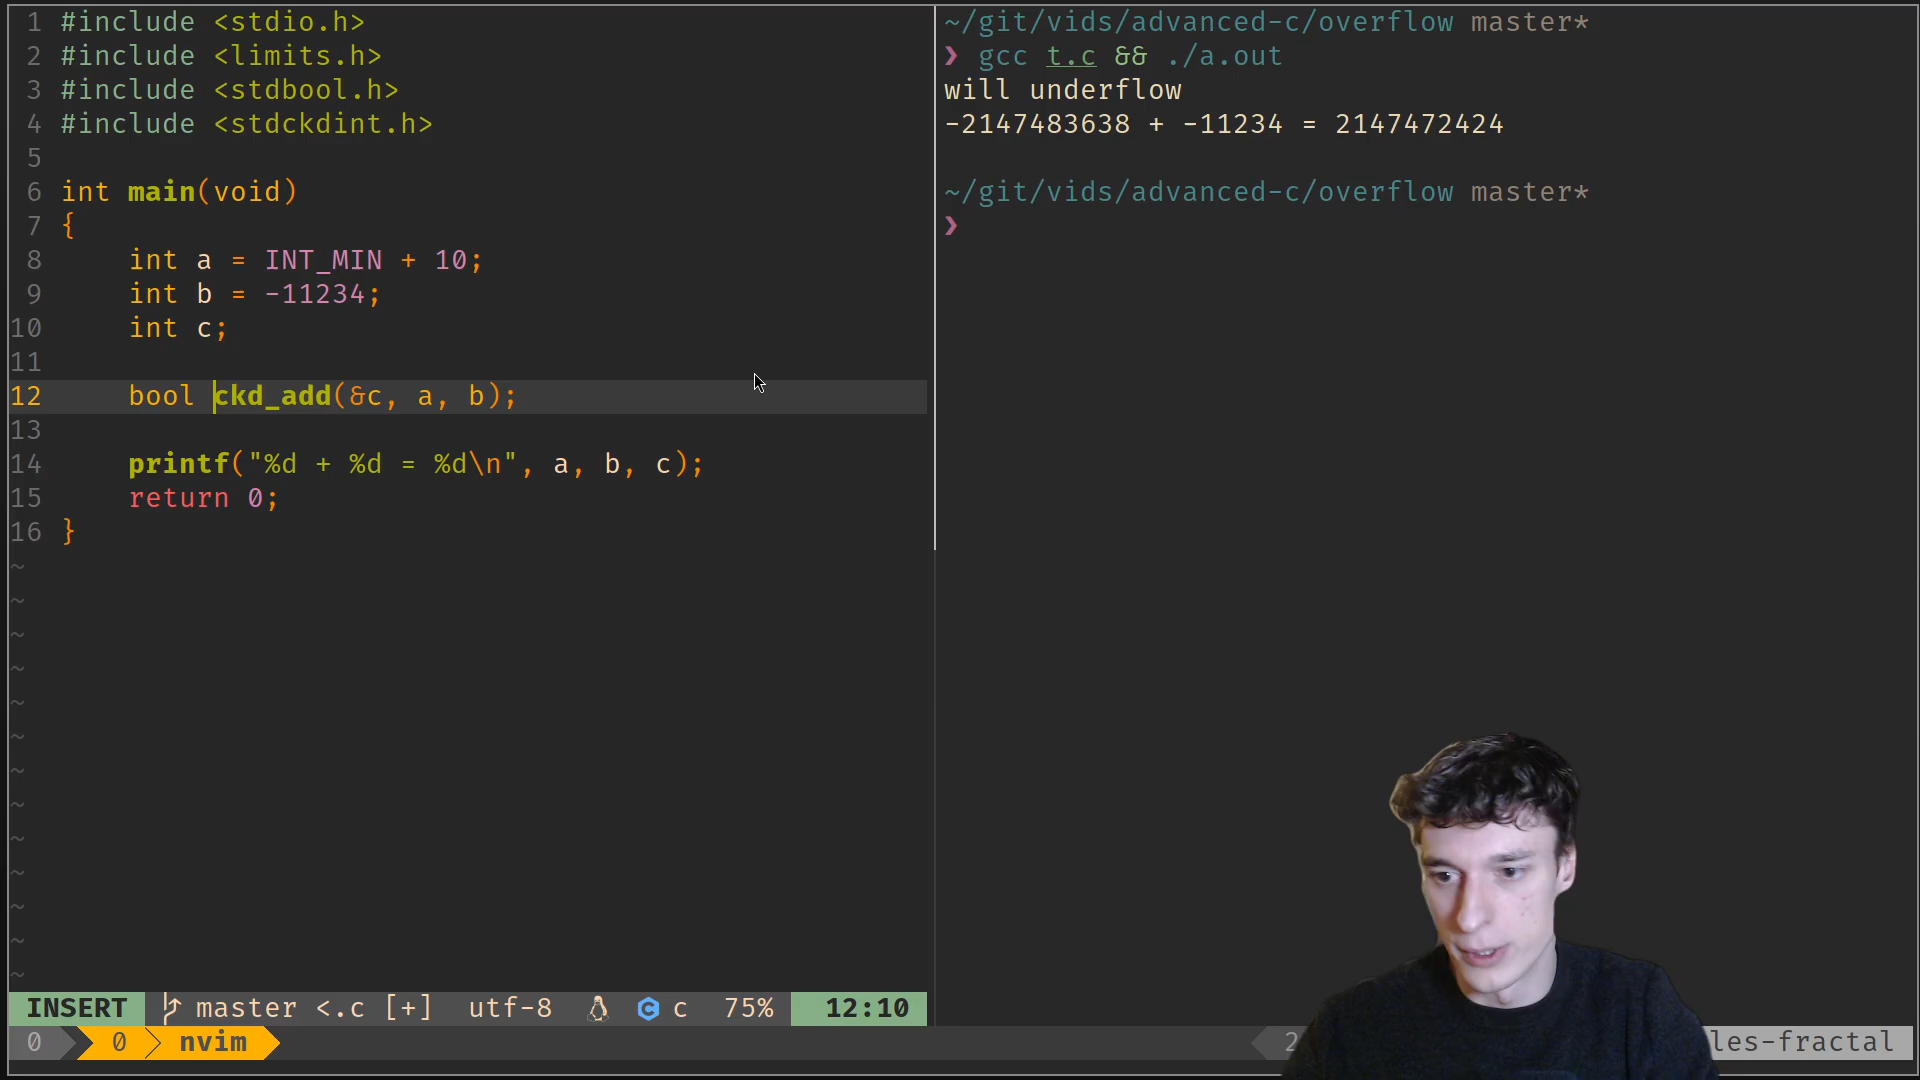 1 #include <stdio.h>
2 #include <limits.h>
3 #include <stdbool.h>
4 #include <stdckdint.h>
5
6 int main(void)
7 {
8 int a = INT_MIN + 10;
9 int b = -11234;
10 int c;
11
12 bool ckd_add(&c, a, b);
13
14 printf("%d + %d = %d\n", a, b, c);
15 return 0;
16 }
~
~
~
~
~
~
~
~
~
~
~
~
~
INSERT master <.c [+] utf-8 c 75% 12:10
0 0 nvim
~/git/vids/advanced-c/overflow master*
❯ gcc t.c && ./a.out
will underflow
-2147483638 + -11234 = 2147472424
~/git/vids/advanced-c/overflow master*
❯
2
les-fractal